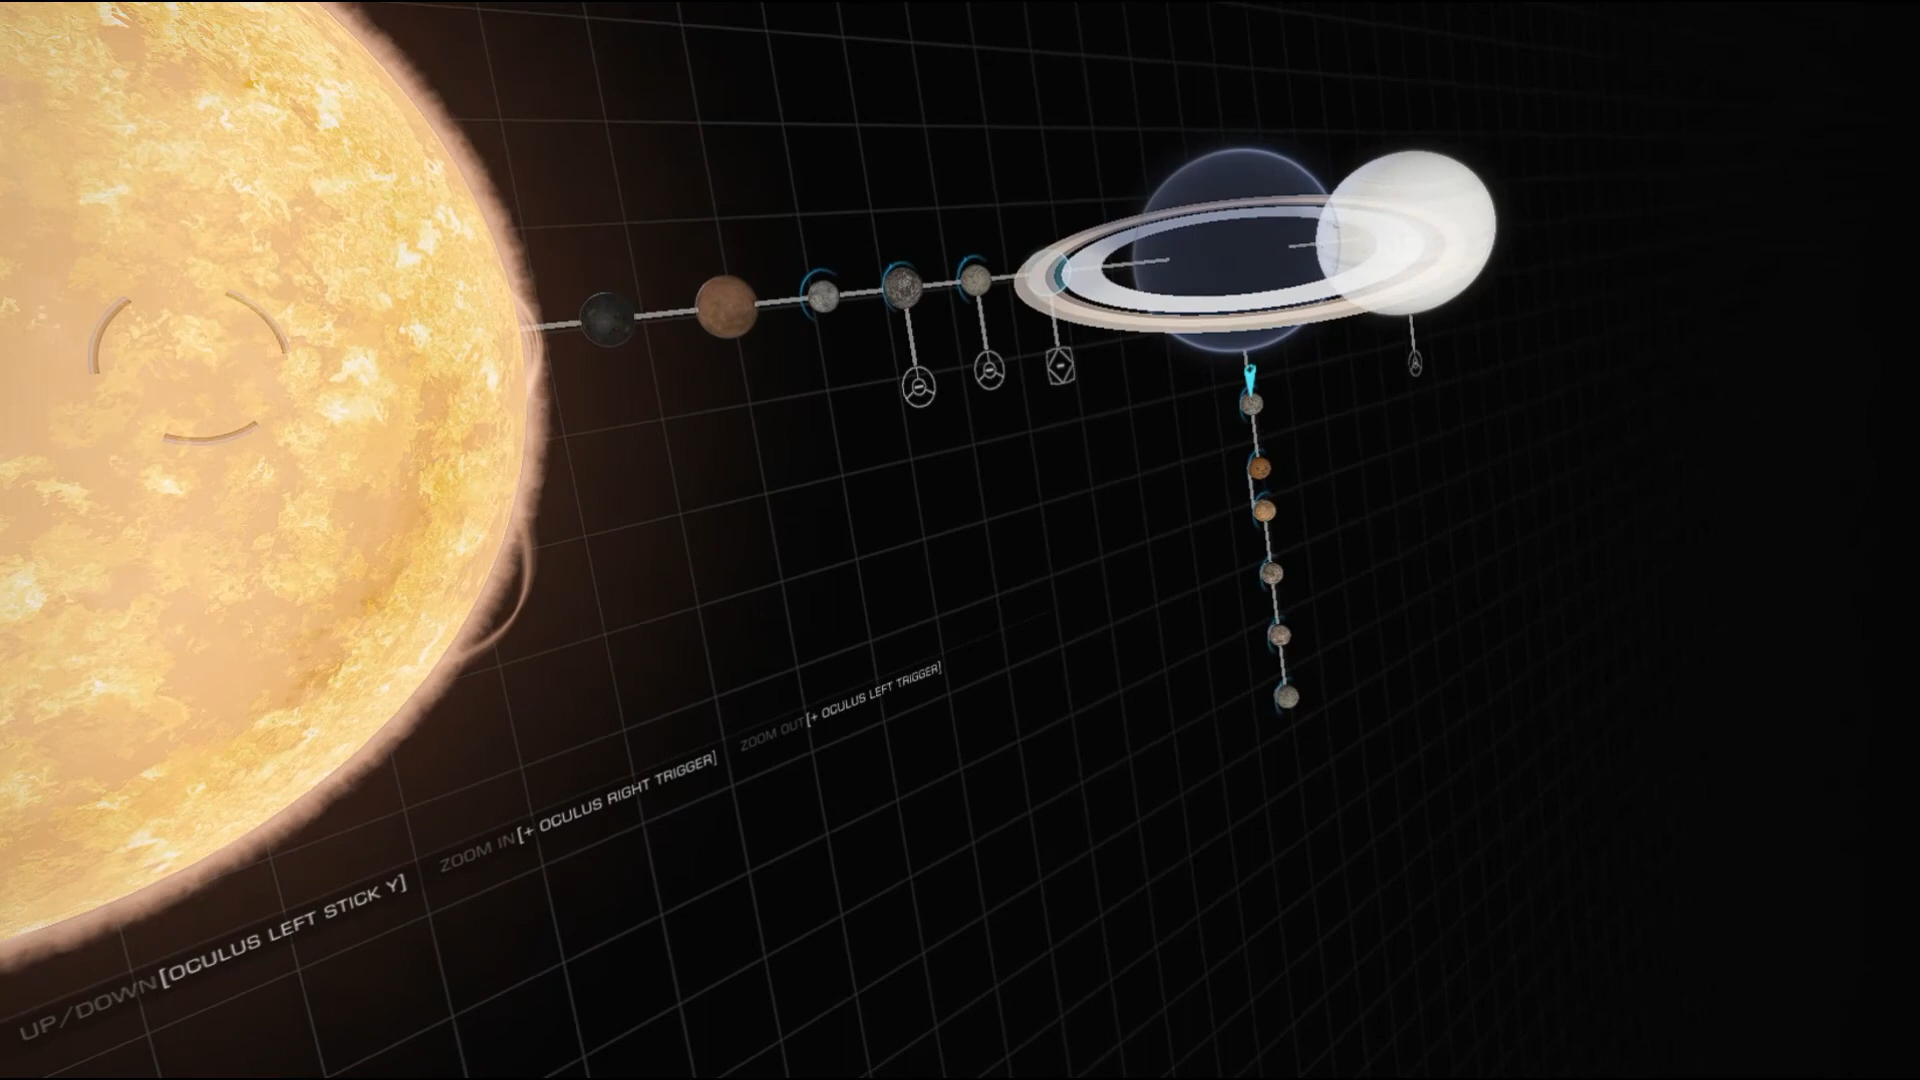 UP/DOWN [OCULUS LEFT STICK Y]
ZOOM IN [+ OCULUS RIGHT TRIGGER]
ZOOM OUT [+ OCULUS LEFT TRIGGER]